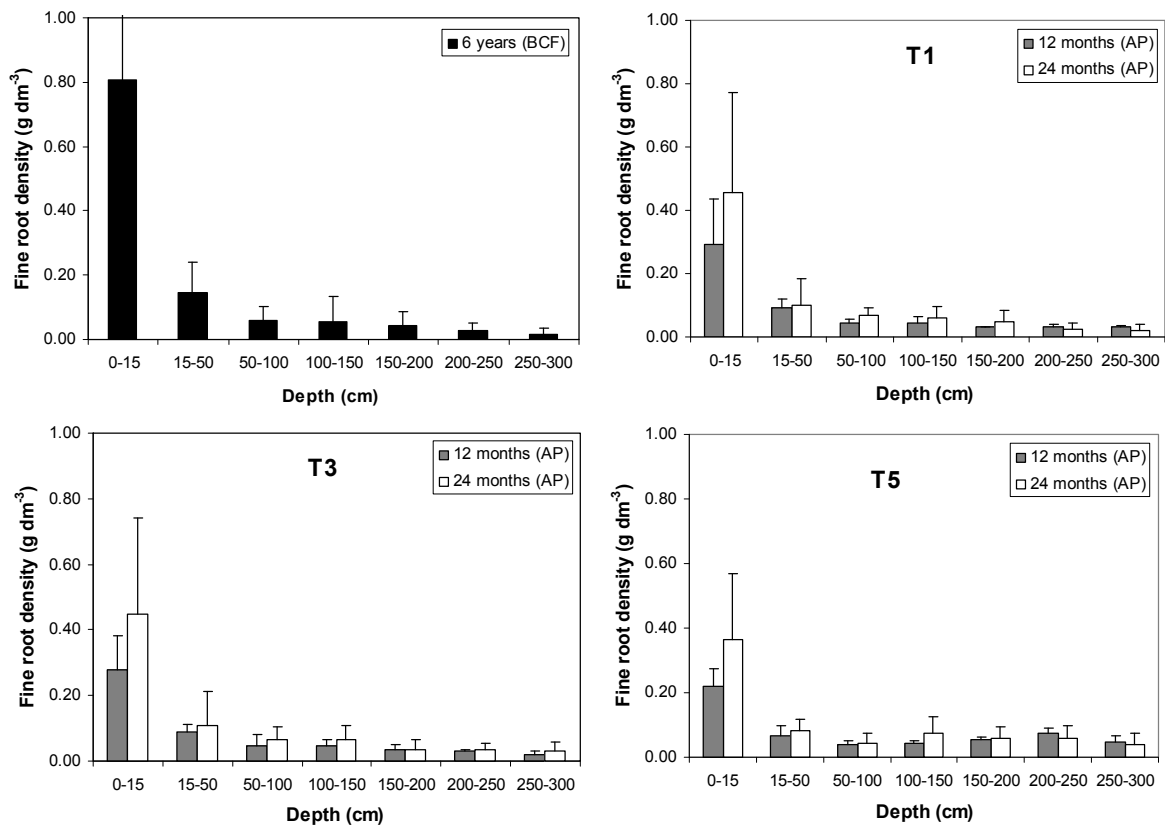 1.00
0.80
0.60
0.40
0.20
0.00
Fine root density (g dm⁻³)
6 years (BCF)
0-15 15-50 50-100 100-150 150-200 200-250 250-300
Depth (cm)
1.00
0.80
0.60
0.40
0.20
0.00
Fine root density (g dm⁻³)
T1
12 months (AP)
24 months (AP)
0-15 15-50 50-100 100-150 150-200 200-250 250-300
Depth (cm)
1.00
0.80
0.60
0.40
0.20
0.00
Fine root density (g dm⁻³)
T3
12 months (AP)
24 months (AP)
0-15 15-50 50-100 100-150 150-200 200-250 250-300
Depth (cm)
1.00
0.80
0.60
0.40
0.20
0.00
Fine root density (g dm⁻³)
T5
12 months (AP)
24 months (AP)
0-15 15-50 50-100 100-150 150-200 200-250 250-300
Depth (cm)